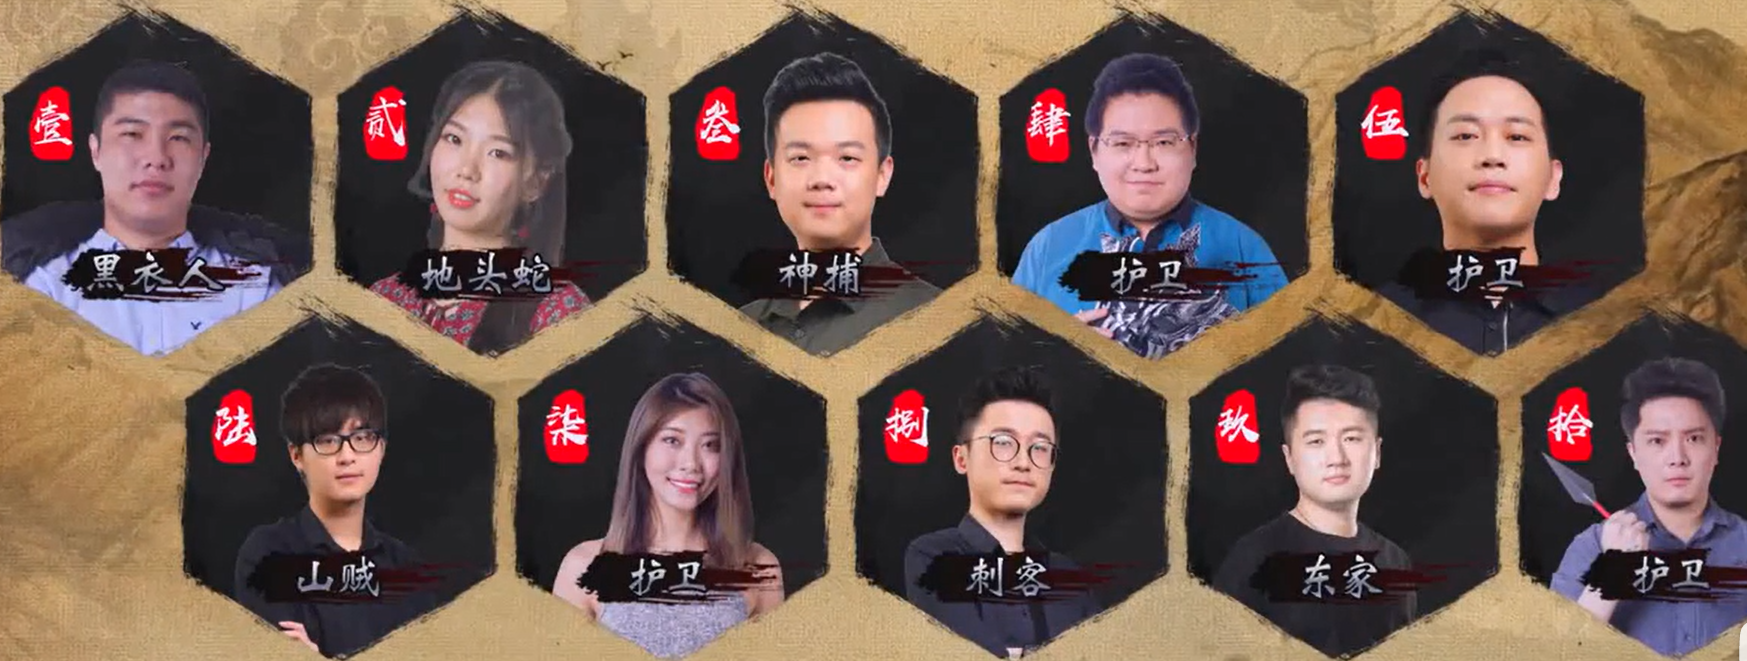 壹
黑衣人
贰
地头蛇
叁
神捕
肆
护卫
伍
护卫
陆
山贼
柒
护卫
捌
刺客
玖
东家
拾
护卫